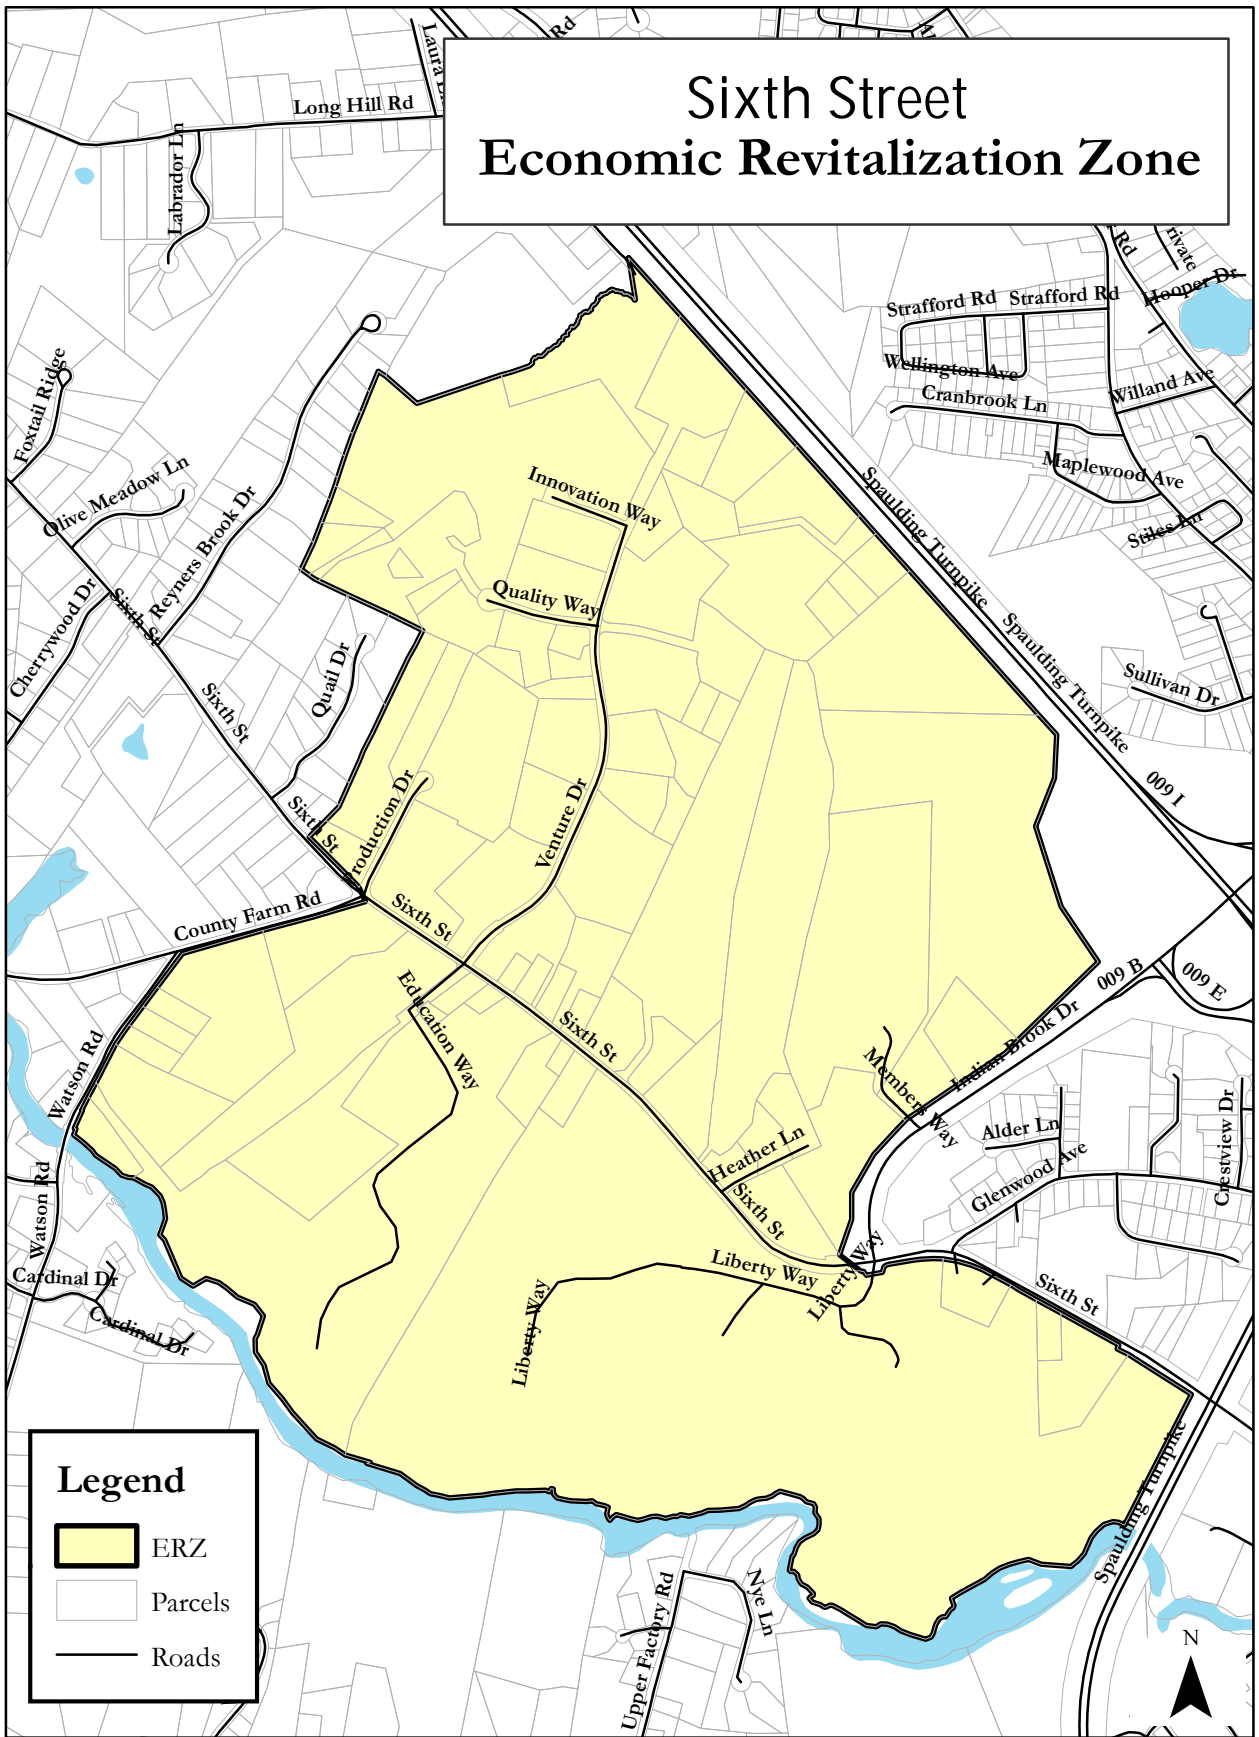 Laura
Rd
Sixth Street
Economic Revitalization Zone
Long Hill Rd
Labrador Ln
Rd
rivate
Hooper Dr
Strafford Rd
Strafford Rd
Wellington Ave
Willand Ave
Cranbrook Ln
Foxtail Ridge
Olive Meadow Ln
Maplewood Ave
Innovation Way
Spaulding Turnpike
Stiles Ln
Reyners Brook Dr
Cherrywood Dr
Sixth St
Quality Way
Spaulding Turnpike
Quail Dr
Sullivan Dr
Sixth St
009 I
Sixth St
Production Dr
Venture Dr
County Farm Rd
Sixth St
009 B
009 E
Education Way
Sixth St
Indian Brook Dr
Members Way
Watson Rd
Alder Ln
Crestview Dr
Heather Ln
Glenwood Ave
Watson Rd
Sixth St
Liberty Way
Liberty Way
Cardinal Dr
Sixth St
Cardinal Dr
Liberty Way
Spaulding Turnpike
Legend
ERZ
Parcels
Roads
Nye Ln
Upper Factory Rd
N